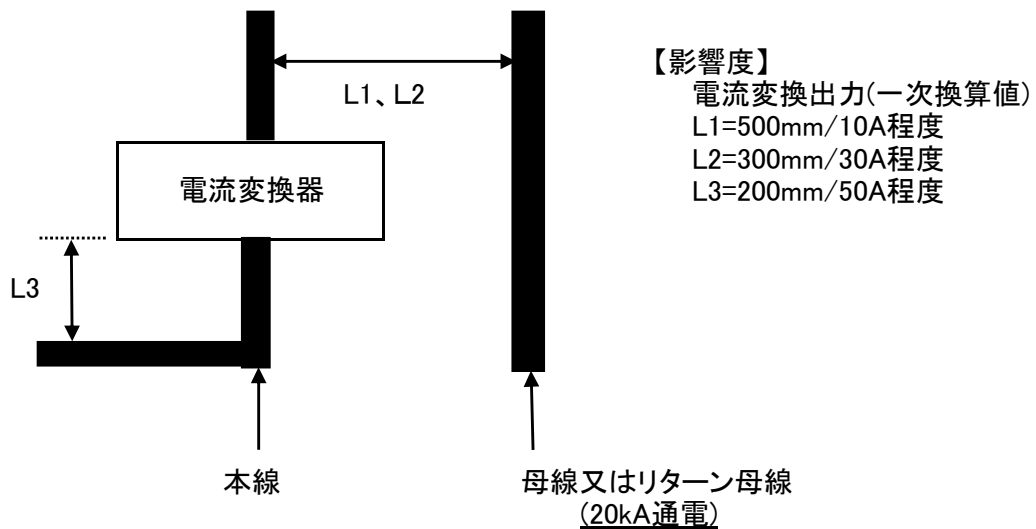 【影響度】
電流変換出力(一次換算値)
L1=500mm/10A程度
L2=300mm/30A程度
L3=200mm/50A程度
L1、L2
電流変換器
L3
本線
母線又はリターン母線
(20kA通電)